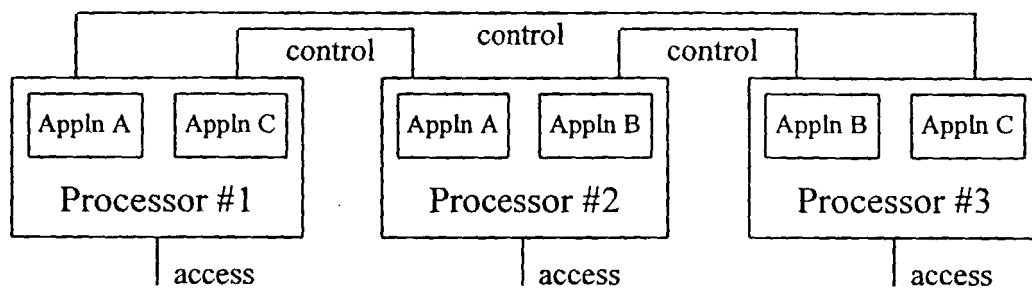 control
control
control
Appln A
Appln C
Appln A
Appln B
Appln B
Appln C
Processor #1
Processor #2
Processor #3
access
access
access